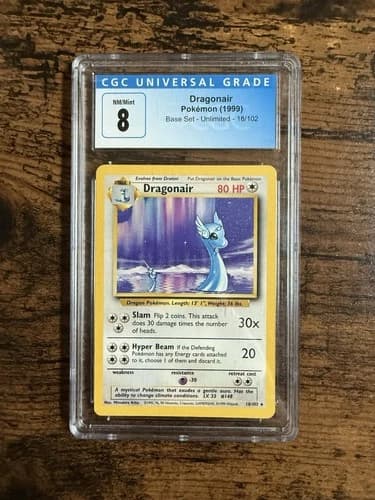 CGC UNIVERSAL GRADE
NM/Mint
8
Dragonair
Pokémon (1999)
Base Set - Unlimited - 18/102
Evolves from Dratini
Put Dragonair on the Basic Pokémon
Dragonair
80 HP
Dragon Pokémon. Length: 13' 1", Weight: 36 lbs.
Slam Flip 2 coins. This attack
does 30 damage times the number
of heads.
30x
Hyper Beam If the Defending
Pokémon has any Energy cards attached
to it, choose 1 of them and discard it.
20
weakness
resistance
retreat cost
-30
A mystical Pokémon that exudes a gentle aura. Has the
ability to change climate conditions. LV. 33 #148
18/102